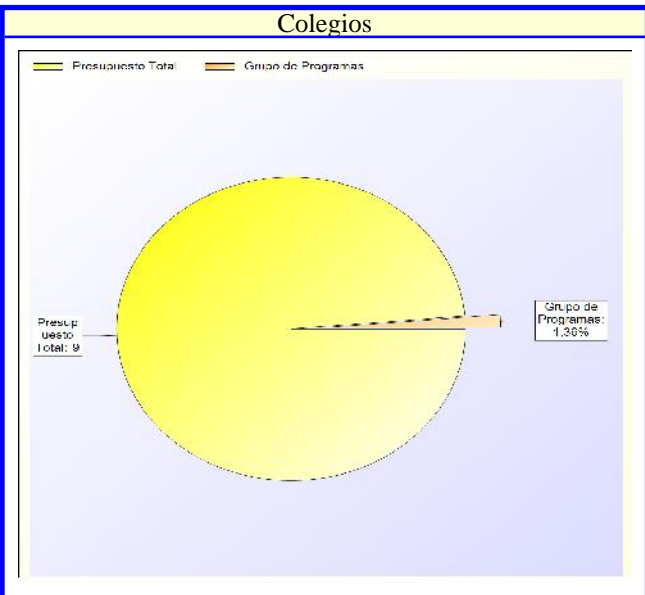 Colegios
Presupuesto Total Grupo de Programas
Presup
uesto
Total: 9
Grupo de
Programas:
1,36%